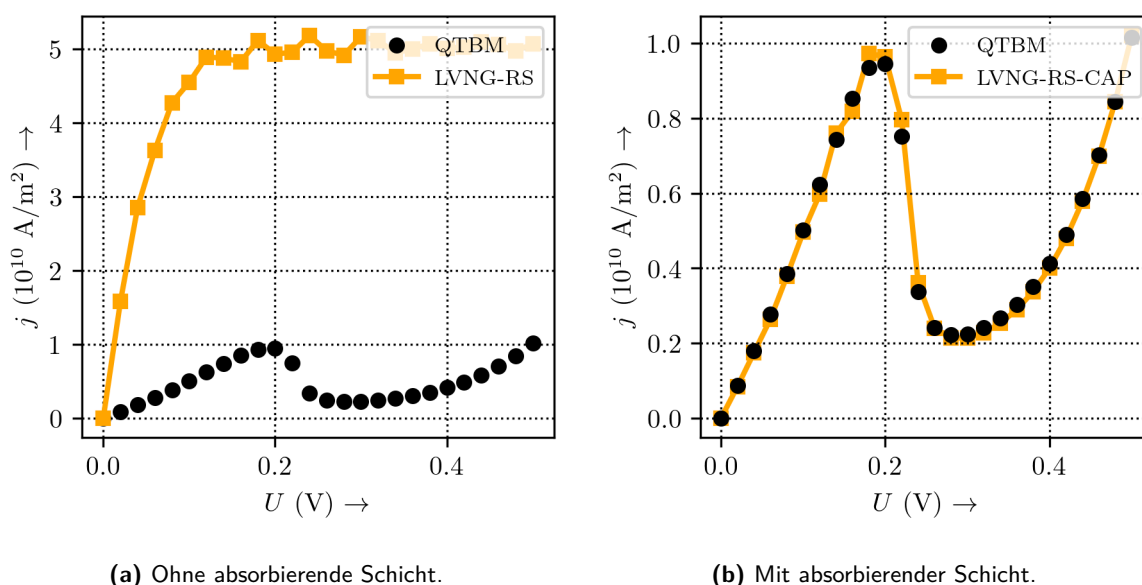 QTBM
LVNG-RS
5
4
3
2
1
0
j (10¹⁰ A/m²) →
0.0
0.2
0.4
U (V) →
(a) Ohne absorbierende Schicht.
QTBM
LVNG-RS-CAP
1.0
0.8
0.6
0.4
0.2
0.0
j (10¹⁰ A/m²) →
0.0
0.2
0.4
U (V) →
(b) Mit absorbierender Schicht.